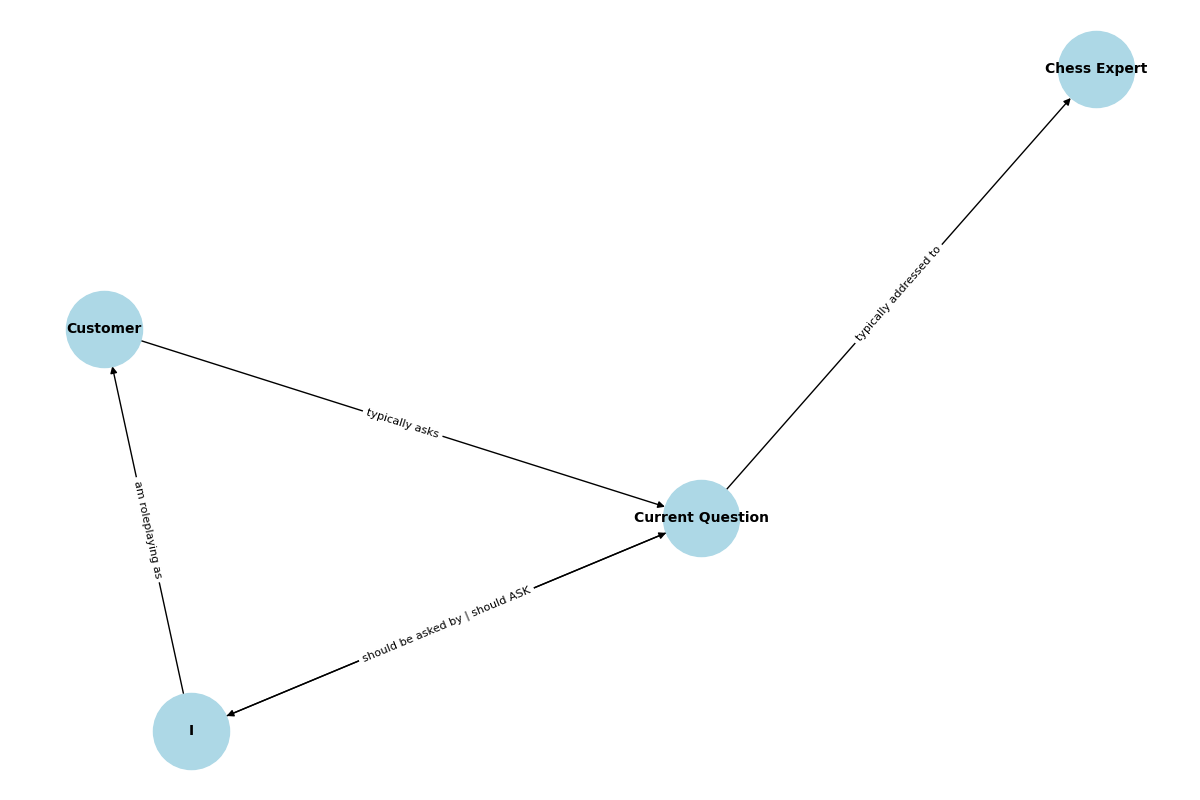 Chess Expert
typically addressed to
Customer
typically asks
am roleplaying as
Current Question
should be asked by | should ASK
I